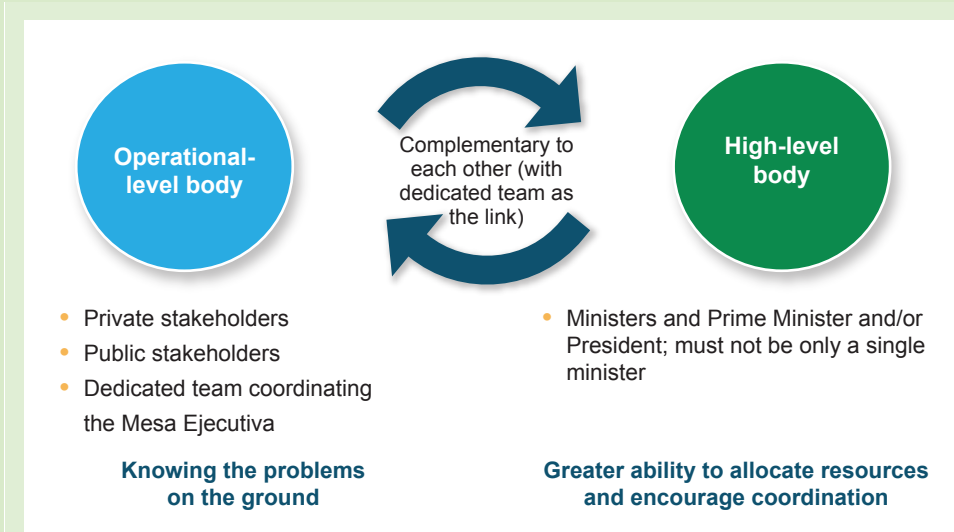 Operational-
level body
Complementary to
each other (with
dedicated team as
the link)
High-level
body
• Private stakeholders
• Public stakeholders
• Dedicated team coordinating
the Mesa Ejecutiva
Knowing the problems
on the ground
• Ministers and Prime Minister and/or
President; must not be only a single
minister
Greater ability to allocate resources
and encourage coordination